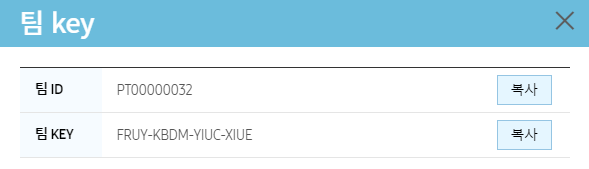 팀 key
팀 ID PT00000032 복사
팀 KEY FRUY-KBDM-YIUC-XIUE 복사